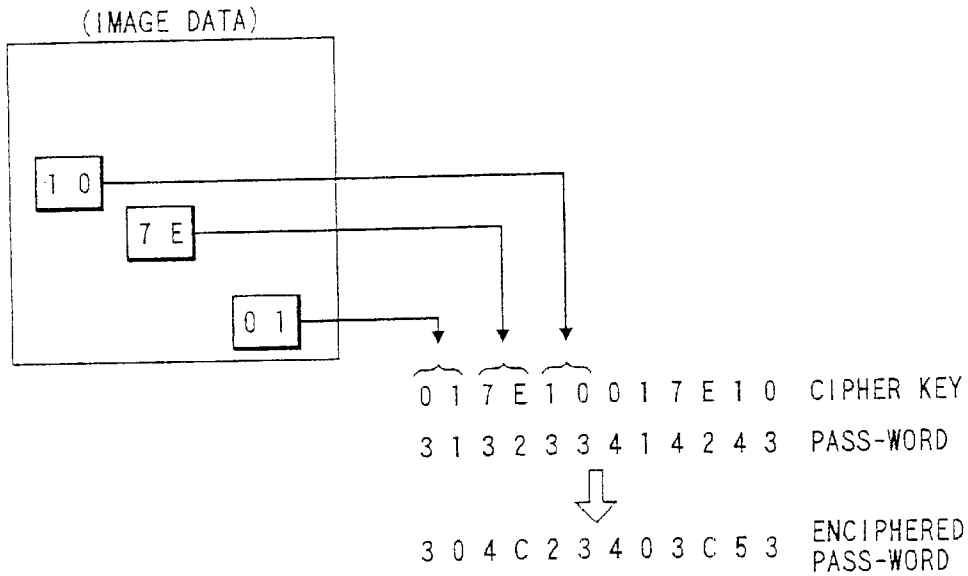 (IMAGE DATA)
1 0
7 E
0 1
0 1 7 E 1 0 0 1 7 E 1 0 CIPHER KEY
3 1 3 2 3 3 4 1 4 2 4 3 PASS-WORD
3 0 4 C 2 3 4 0 3 C 5 3 ENCIPHERED
PASS-WORD